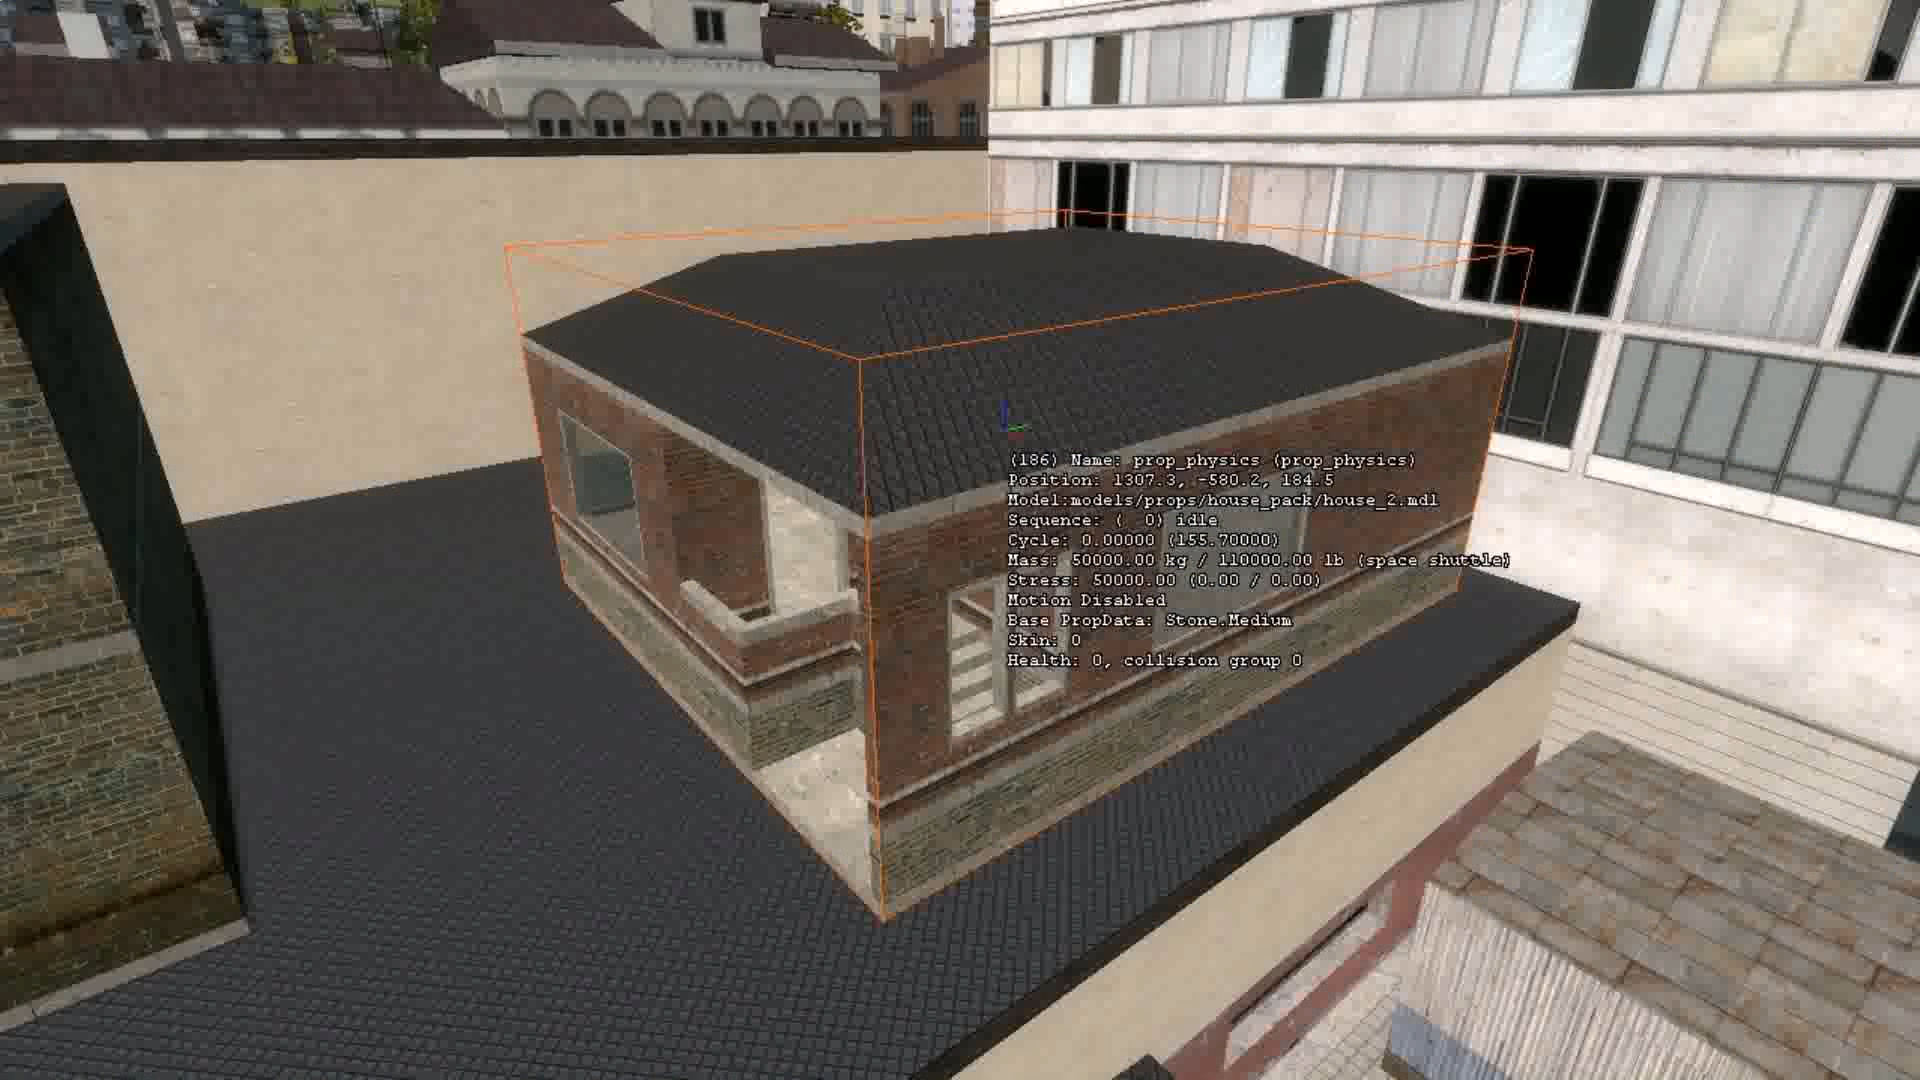 (186) Name: prop_physics (prop_physics)
Position: 1307.3, -580.2, 184.5
Model:models/props/house_pack/house_2.mdl
Sequence: (  0) idle
Cycle: 0.00000 (155.70000)
Mass: 50000.00 kg / 110000.00 lb (space shuttle)
Stress: 50000.00 (0.00 / 0.00)
Motion Disabled
Base PropData: Stone.Medium
Skin: 0
Health: 0, collision group 0